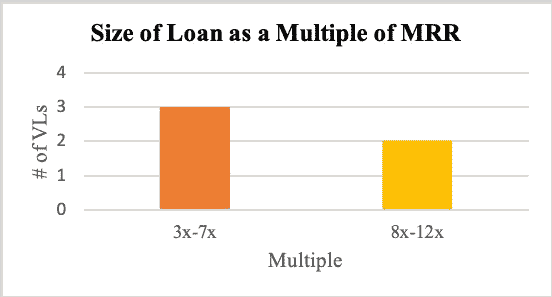 Size of Loan as a Multiple of MRR
# of VLs
4
3
2
1
0
3x-7x
8x-12x
Multiple